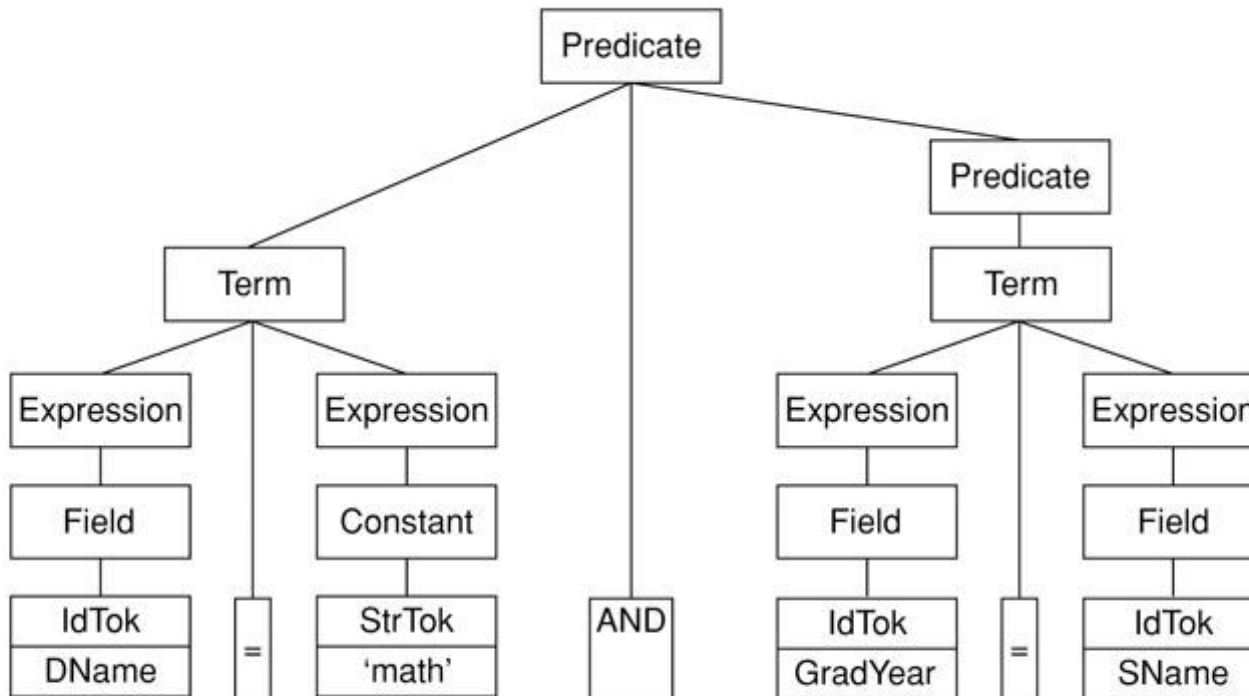 Predicate
Predicate
Term
Term
Expression
Expression
Expression
Expression
Field
Constant
Field
Field
IdTok
=
StrTok
AND
IdTok
=
IdTok
DName
‘math’
GradYear
SName